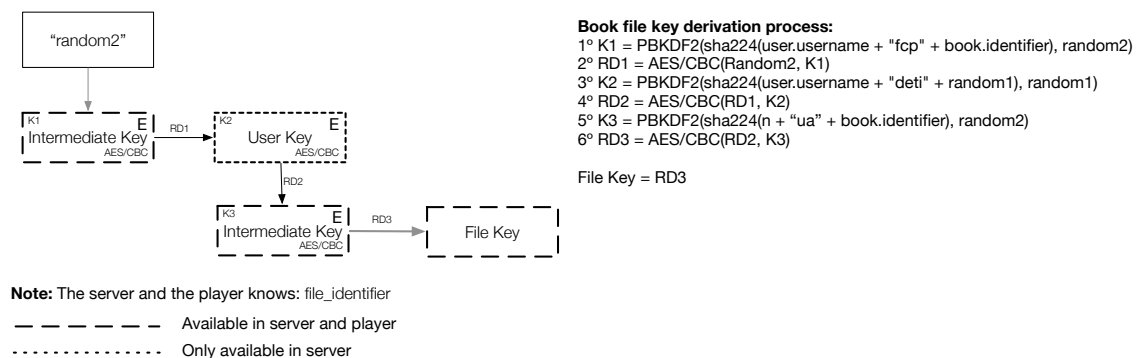 “random2”
K1
E
Intermediate Key
AES/CBC
RD1
K2
E
User Key
AES/CBC
RD2
K3
E
Intermediate Key
AES/CBC
RD3
File Key
Book file key derivation process:
1º K1 = PBKDF2(sha224(user.username + "fcp" + book.identifier), random2)
2º RD1 = AES/CBC(Random2, K1)
3º K2 = PBKDF2(sha224(user.username + "deti" + random1), random1)
4º RD2 = AES/CBC(RD1, K2)
5º K3 = PBKDF2(sha224(n + “ua” + book.identifier), random2)
6º RD3 = AES/CBC(RD2, K3)
File Key = RD3
Note: The server and the player knows: file_identifier
Available in server and player
Only available in server